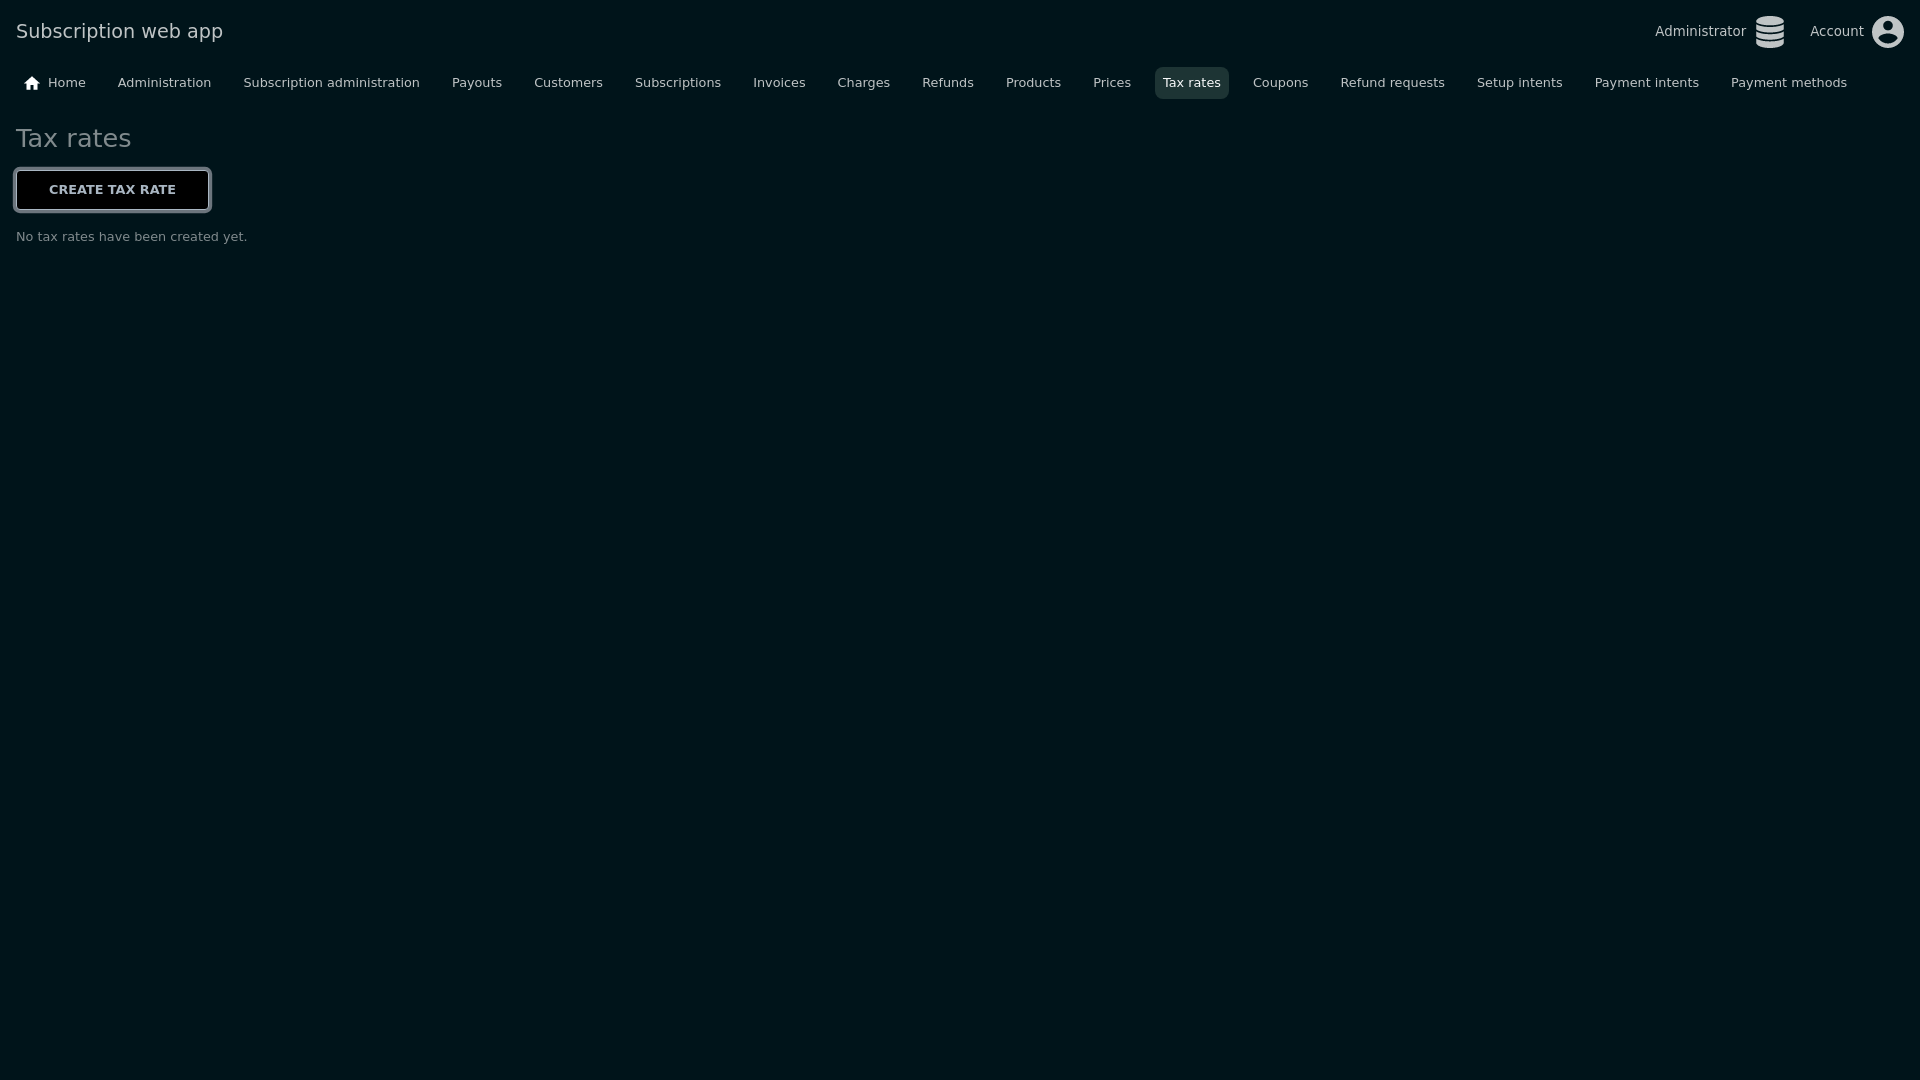 Subscription web app
Administrator
Account
Home
Administration
Subscription administration
Payouts
Customers
Subscriptions
Invoices
Charges
Refunds
Products
Prices
Tax rates
Coupons
Refund requests
Setup intents
Payment intents
Payment methods
Tax rates
CREATE TAX RATE
No tax rates have been created yet.